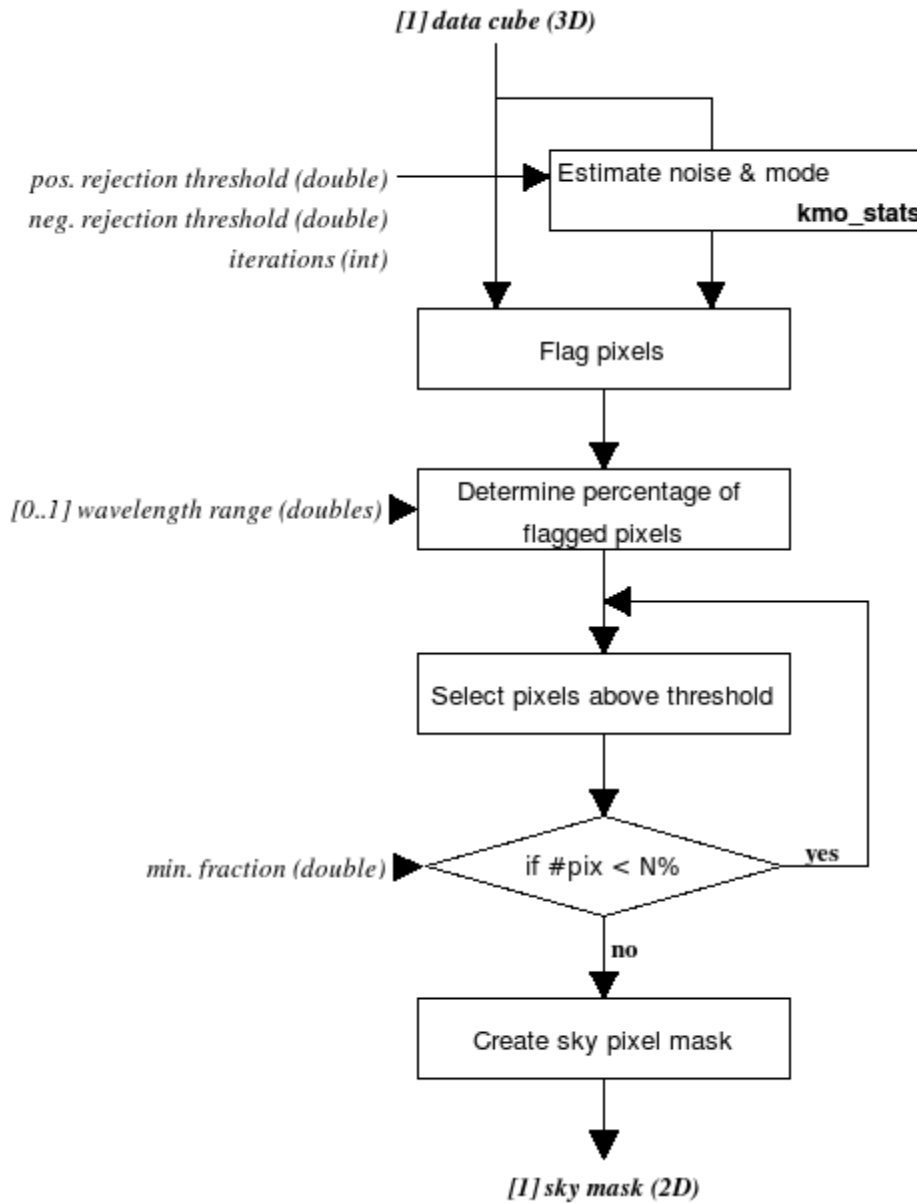 [1] data cube (3D)
pos. rejection threshold (double)
neg. rejection threshold (double)
iterations (int)
Estimate noise & mode
kmo_stats
Flag pixels
[0..1] wavelength range (doubles)
Determine percentage of
flagged pixels
Select pixels above threshold
min. fraction (double)
if #pix < N%
yes
no
Create sky pixel mask
[1] sky mask (2D)